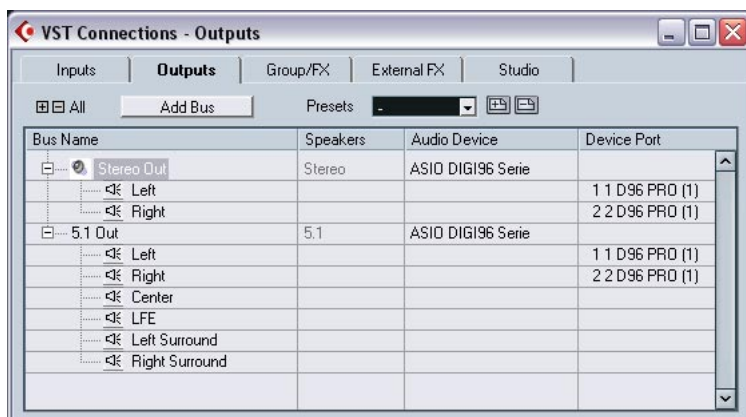 VST Connections - Outputs
Inputs Outputs Group/FX External FX Studio
All Add Bus Presets -
Bus Name Speakers Audio Device Device Port
Stereo Out Stereo ASIO DIGI96 Serie
Left 1 1 D96 PRO (1)
Right 2 2 D96 PRO (1)
5.1 Out 5.1 ASIO DIGI96 Serie
Left 1 1 D96 PRO (1)
Right 2 2 D96 PRO (1)
Center
LFE
Left Surround
Right Surround